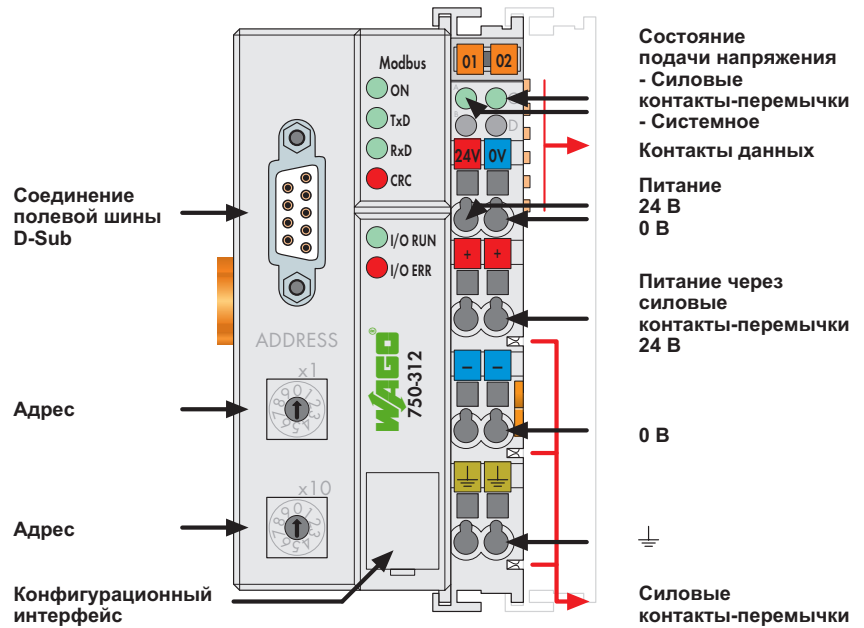 Соединение
полевой шины
D-Sub
Адрес
Адрес
Конфигурационный
интерфейс
ADDRESS
x1
x10
Modbus
ON
TxD
RxD
CRC
I/O RUN
I/O ERR
WAGO®
750-312
01 02
A C
B D
24V 0V
+ +
– –
Состояние
подачи напряжения
- Силовые
контакты-перемычки
- Системное
Контакты данных
Питание
24 В
0 В
Питание через
силовые
контакты-перемычки
24 В
0 В
Силовые
контакты-перемычки